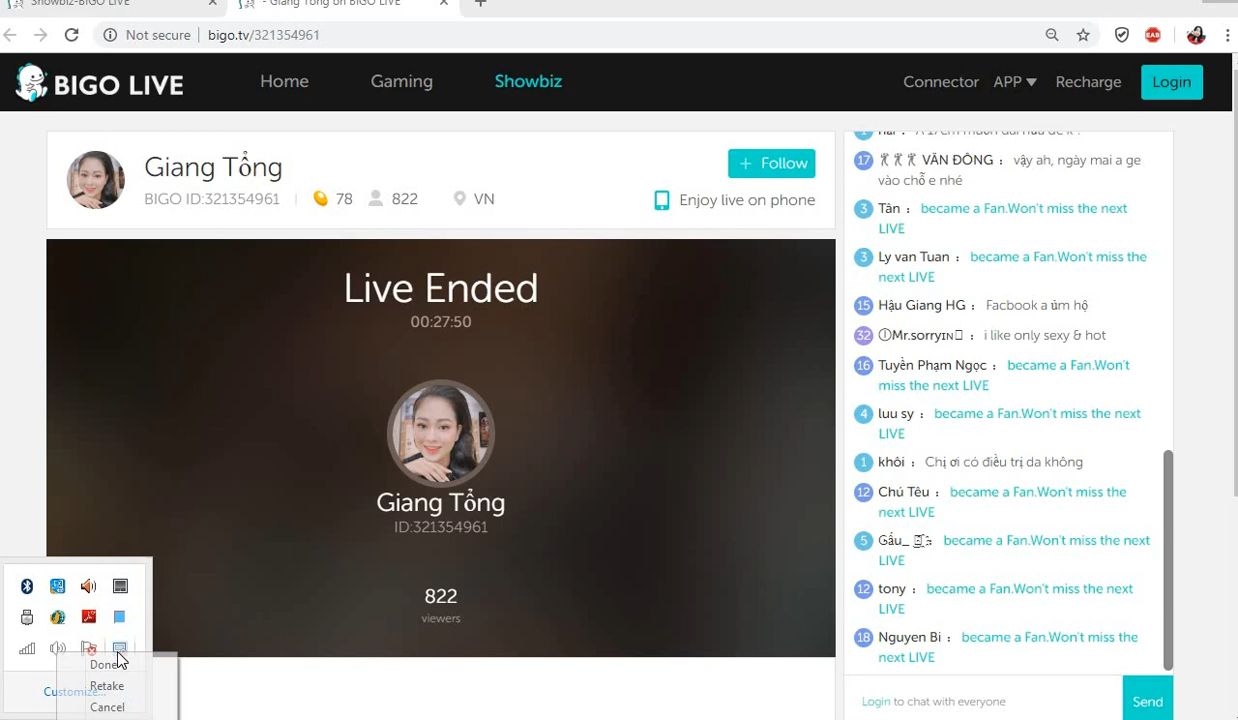 Showbiz-BIGO LIVE
- Giang Tổng on BIGO LIVE
Not secure | bigo.tv/321354961
BIGO LIVE
Home
Gaming
Showbiz
Connector
APP
Recharge
Login
Giang Tổng
BIGO ID:321354961
78
822
VN
+ Follow
Enjoy live on phone
Live Ended
00:27:50
Giang Tổng
ID:321354961
822
viewers
17 VĂN ĐÔNG : vậy ah, ngày mai a ge
vào chỗ e nhé
3 Tân : became a Fan.Won't miss the next
LIVE
3 Ly van Tuan : became a Fan.Won't miss the
next LIVE
15 Hậu Giang HG : Facbook a ủm hộ
32 ⒾMr.sorryɪɴ : i like only sexy & hot
16 Tuyền Phạm Ngọc : became a Fan.Won't
miss the next LIVE
4 luu sy : became a Fan.Won't miss the next
LIVE
1 khôi : Chị ơi có điều trị da không
12 Chú Têu : became a Fan.Won't miss the
next LIVE
5 Gấu_ : became a Fan.Won't miss the next
LIVE
12 tony : became a Fan.Won't miss the next
LIVE
18 Nguyen Bi : became a Fan.Won't miss the
next LIVE
Login to chat with everyone
Send
Customize...
Done
Retake
Cancel